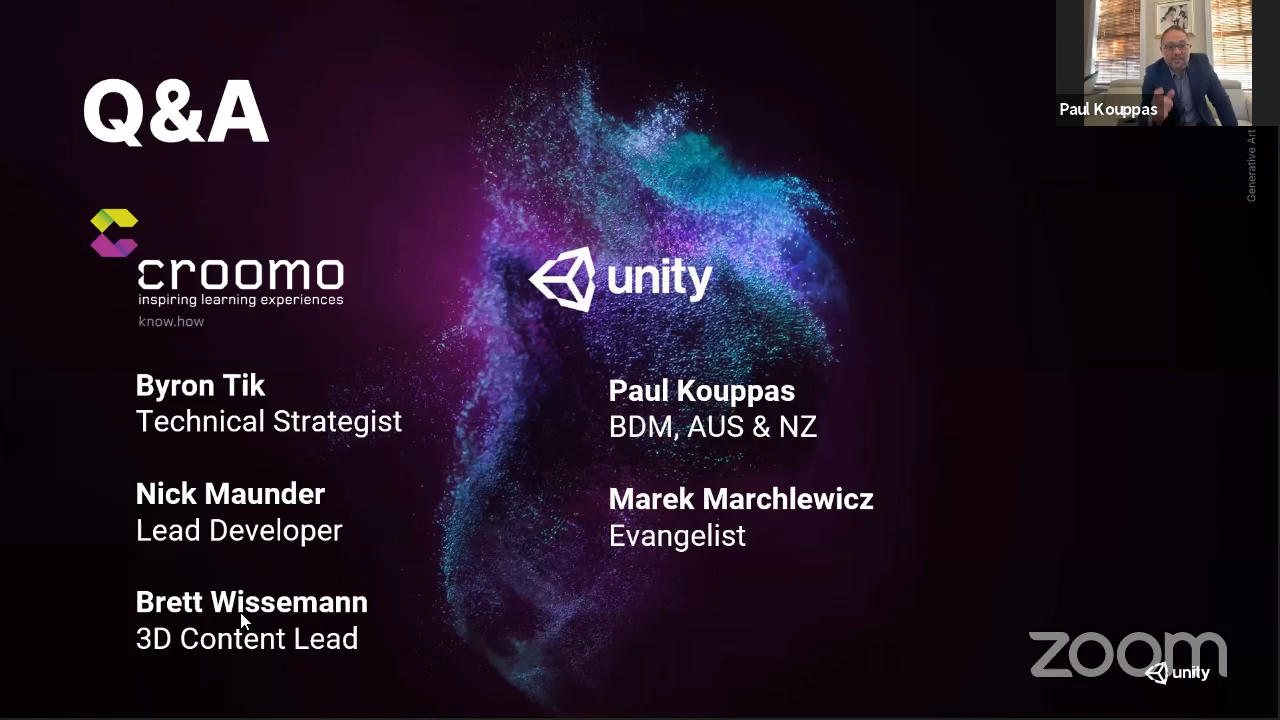 Q&A
Paul Kouppas
Generative Art
croomo
inspiring learning experiences
know.how
unity
Byron Tik
Technical Strategist
Nick Maunder
Lead Developer
Brett Wissemann
3D Content Lead
Paul Kouppas
BDM, AUS & NZ
Marek Marchlewicz
Evangelist
zoom
unity